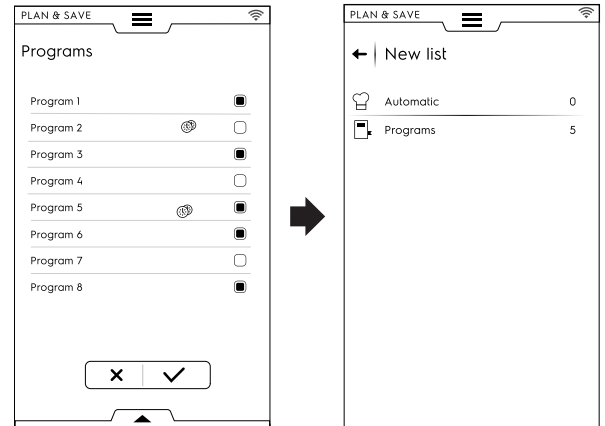 PLAN & SAVE
Programs
Program 1
Program 2
Program 3
Program 4
Program 5
Program 6
Program 7
Program 8
PLAN & SAVE
New list
Automatic 0
Programs 5